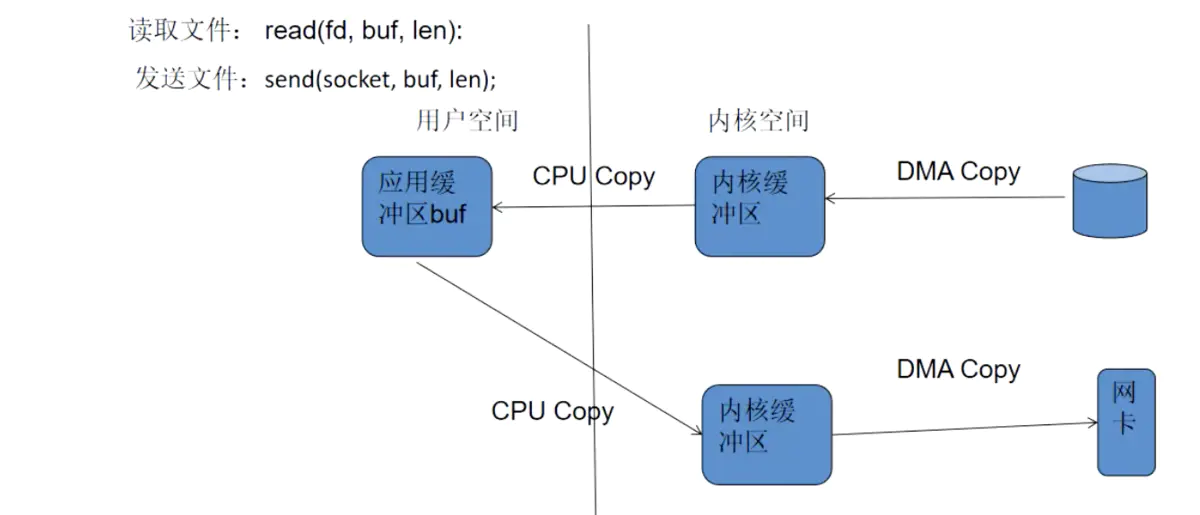 读取文件： read(fd, buf, len):
发送文件：send(socket, buf, len);
用户空间
内核空间
应用缓
冲区buf
CPU Copy
内核缓
冲区
DMA Copy
CPU Copy
内核缓
冲区
DMA Copy
网
卡